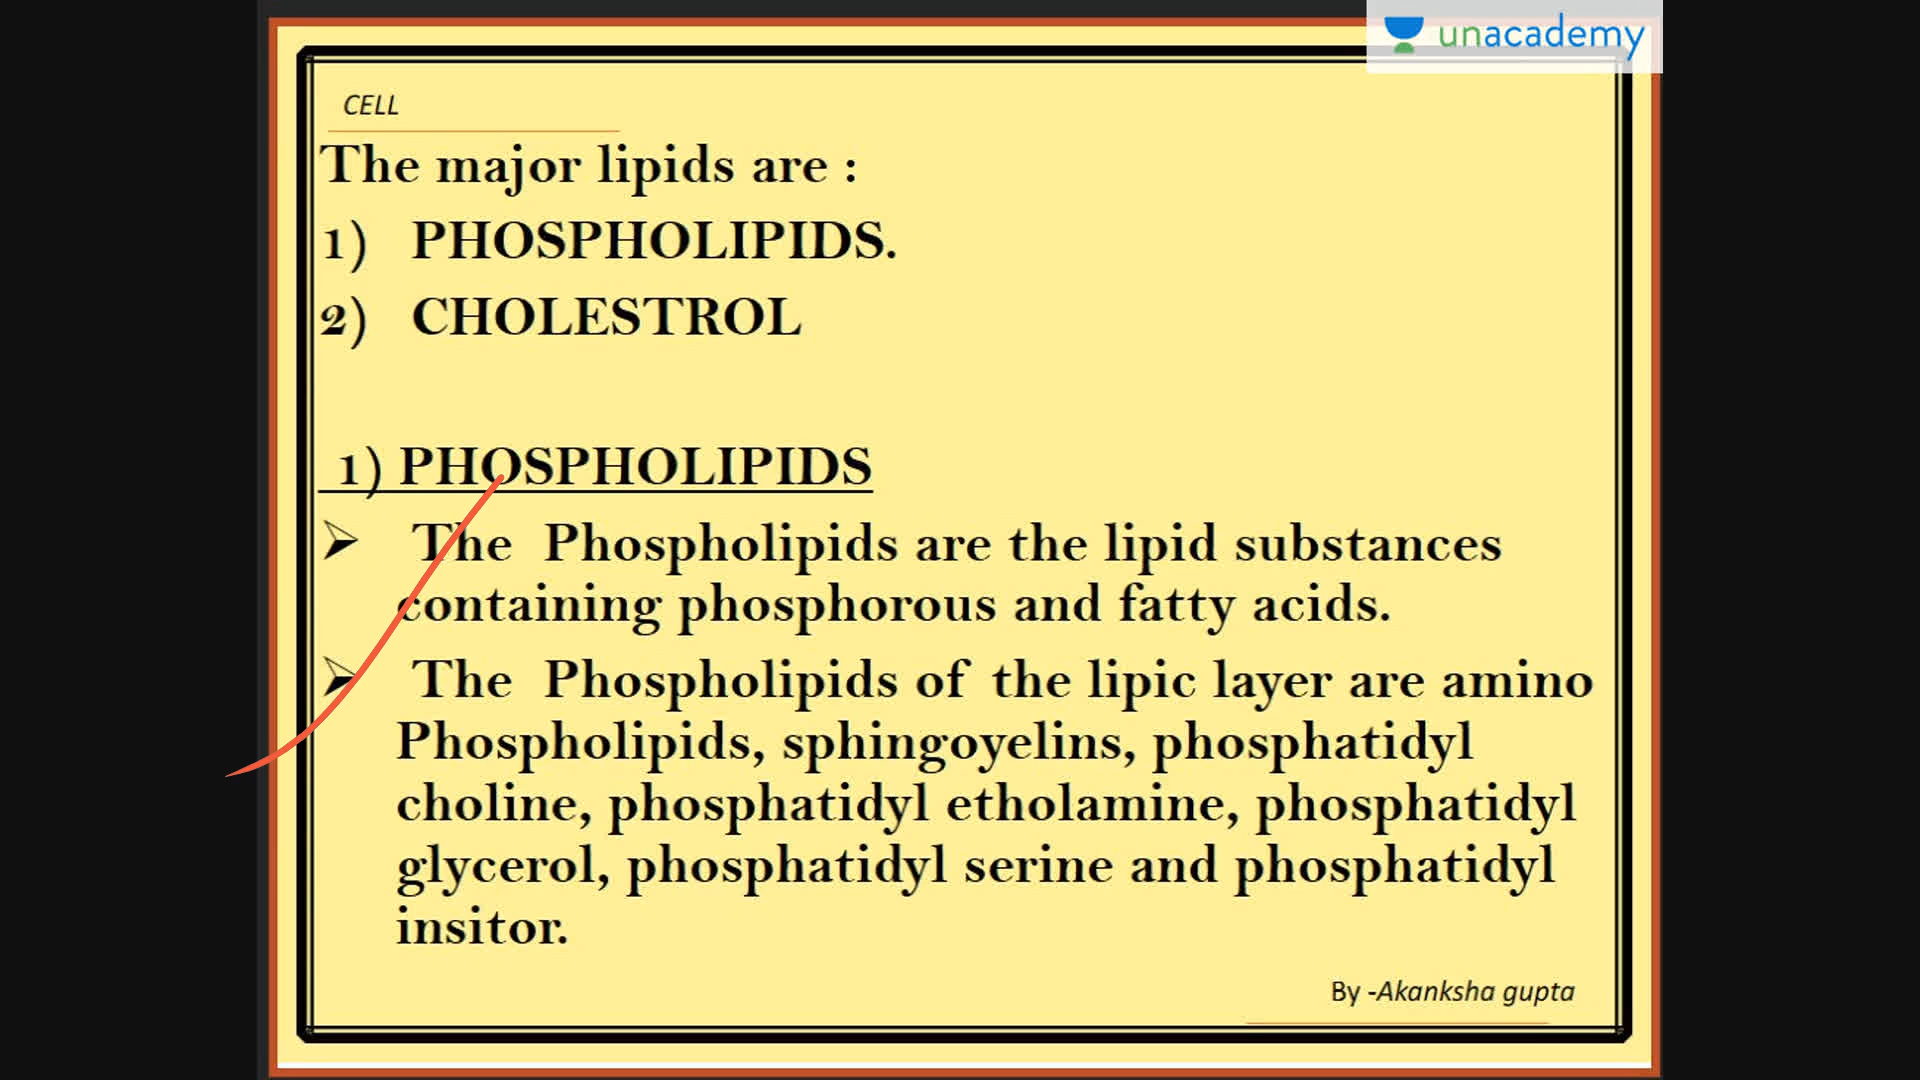 unacademy
CELL
The major lipids are :
1) PHOSPHOLIPIDS.
2) CHOLESTROL
1) PHOSPHOLIPIDS
➢ The Phospholipids are the lipid substances
containing phosphorous and fatty acids.
➢ The Phospholipids of the lipic layer are amino
Phospholipids, sphingoyelins, phosphatidyl
choline, phosphatidyl etholamine, phosphatidyl
glycerol, phosphatidyl serine and phosphatidyl
insitor.
By -Akanksha gupta